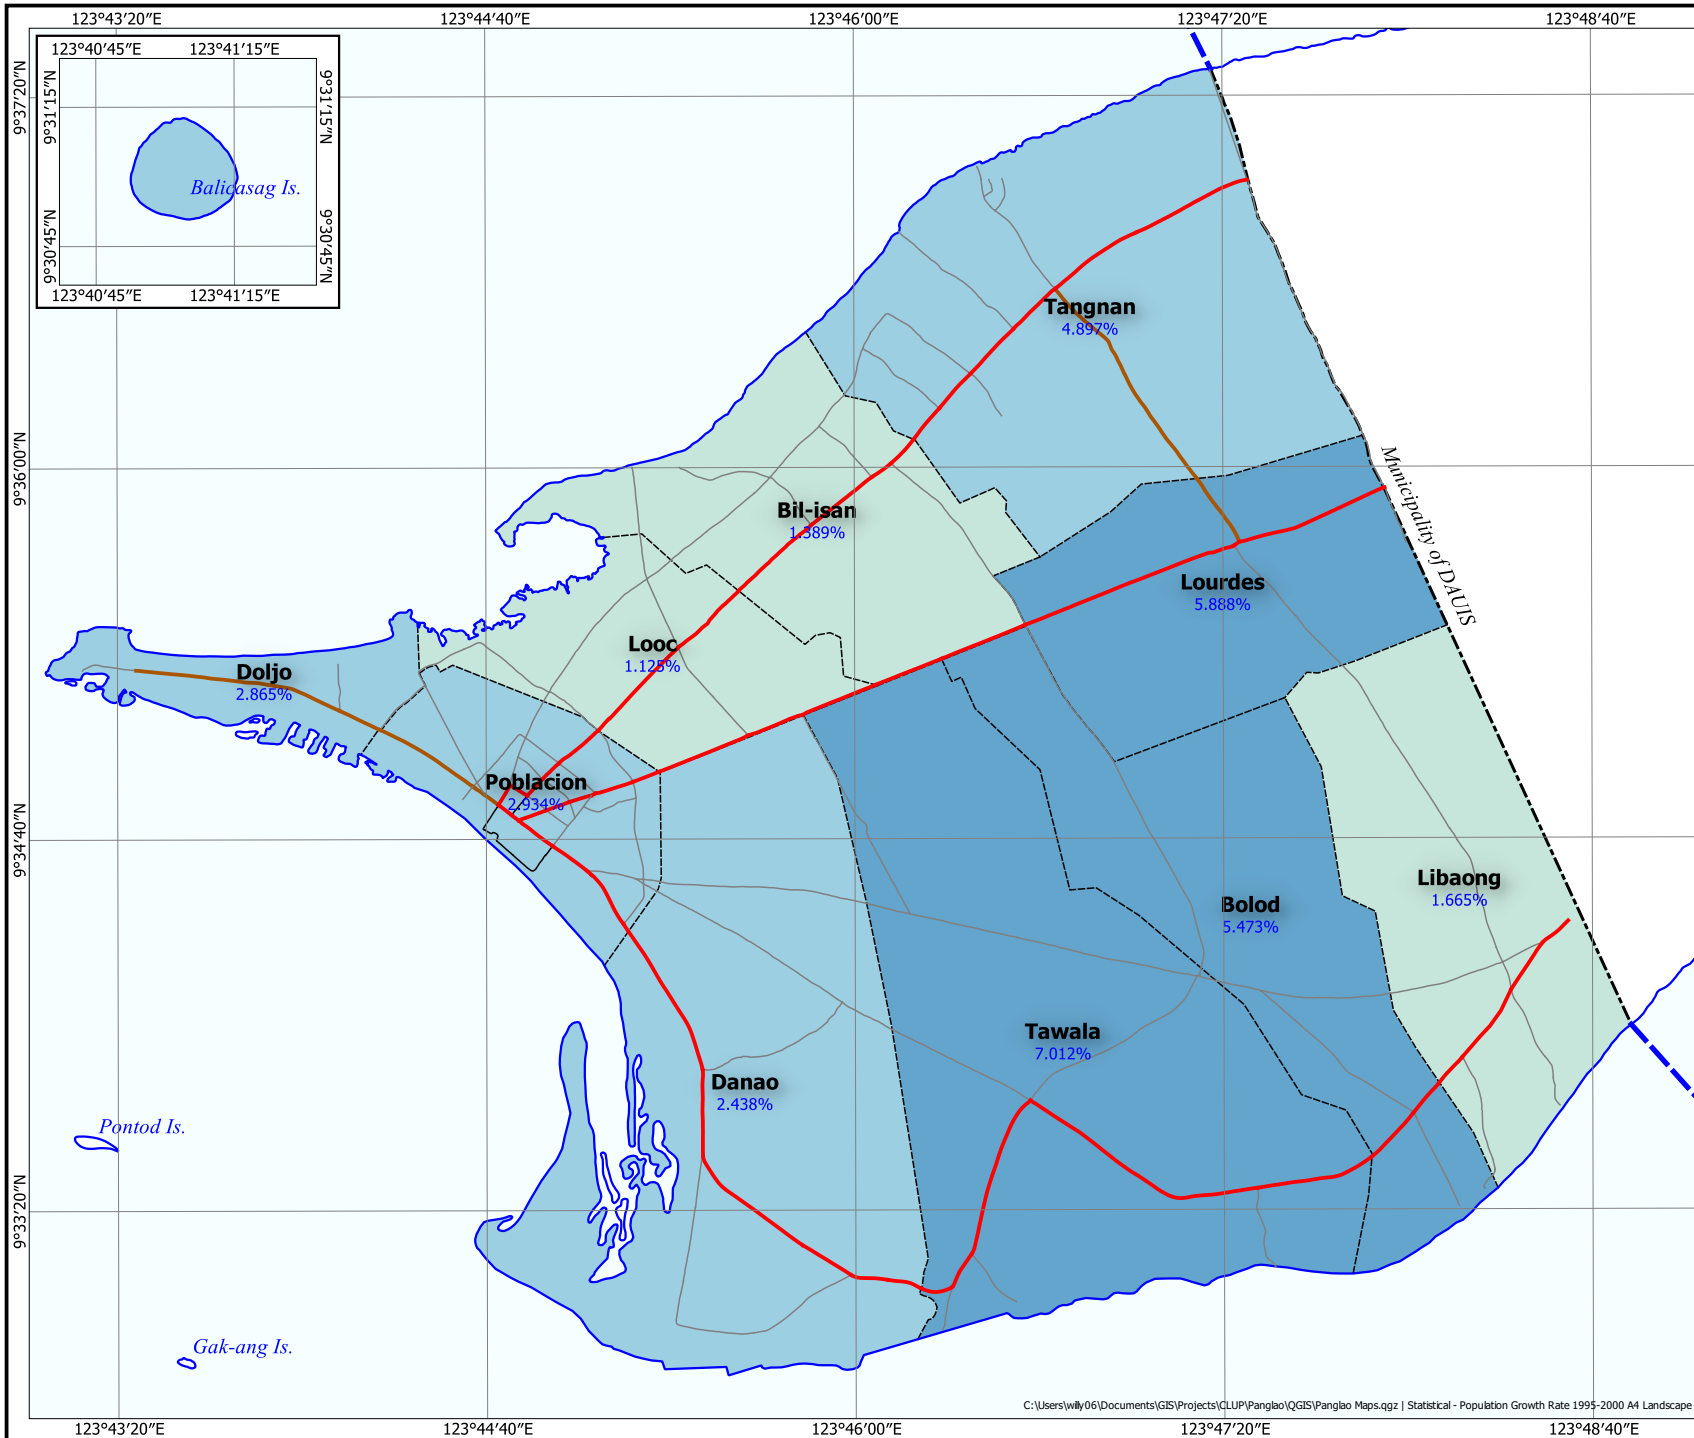 123°43′20″E 123°44′40″E 123°46′00″E 123°47′20″E 123°48′40″E
123°40′45″E 123°41′15″E
9°31′15″N 9°31′15″N
Balicasag Is.
9°30′45″N 9°30′45″N
123°40′45″E 123°41′15″E
9°37′20″N
Tangnan
4.897%
9°36′00″N
Municipality of DAUIS
Bil-isan
1.389%
Lourdes
5.888%
Looc
1.125%
Doljo
2.865%
Poblacion
2.934%
9°34′40″N
Libaong
1.665%
Bolod
5.473%
Tawala
7.012%
Danao
2.438%
Pontod Is.
9°33′20″N
Gak-ang Is.
C:\Users\willy06\Documents\GIS\Projects\CLUP\Panglao\QGIS\Panglao Maps.qgz | Statistical - Population Growth Rate 1995-2000 A4 Landscape
123°43′20″E 123°44′40″E 123°46′00″E 123°47′20″E 123°48′40″E